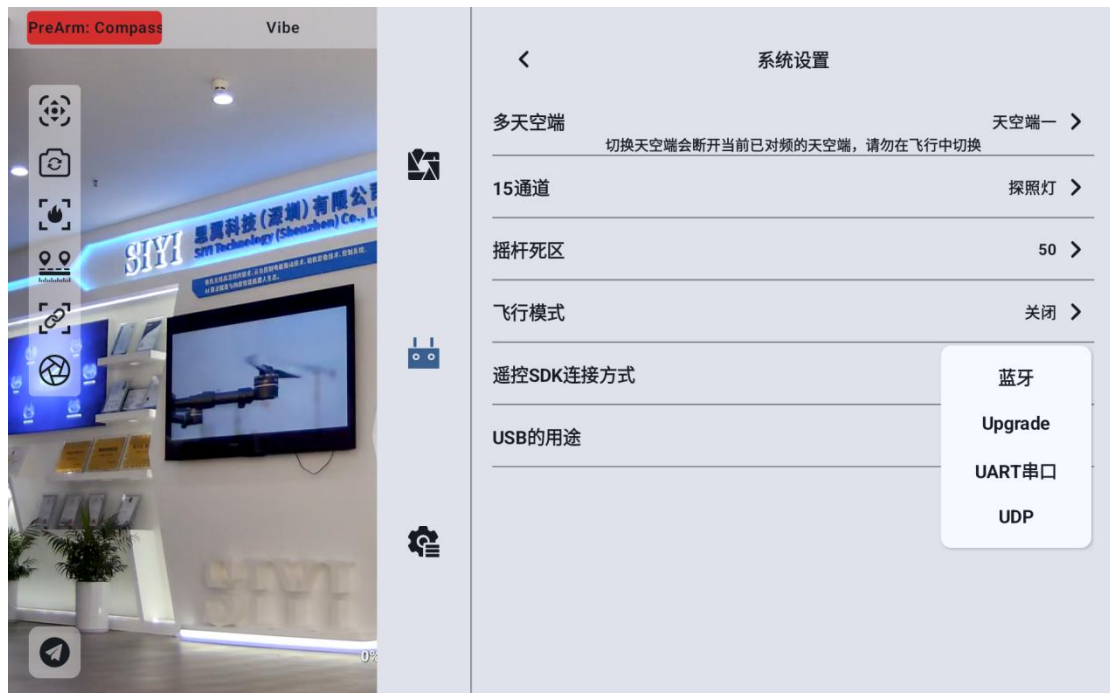 PreArm: Compass
Vibe
系统设置
多天空端
天空端一
切换天空端会断开当前已对频的天空端，请勿在飞行中切换
15通道
探照灯
摇杆死区
50
飞行模式
关闭
遥控SDK连接方式
蓝牙
Upgrade
USB的用途
UART串口
UDP
SIYI
思翼科技（深圳）有限公司
SIYI Technology (Shenzhen) Co., Li
SIYI
0%